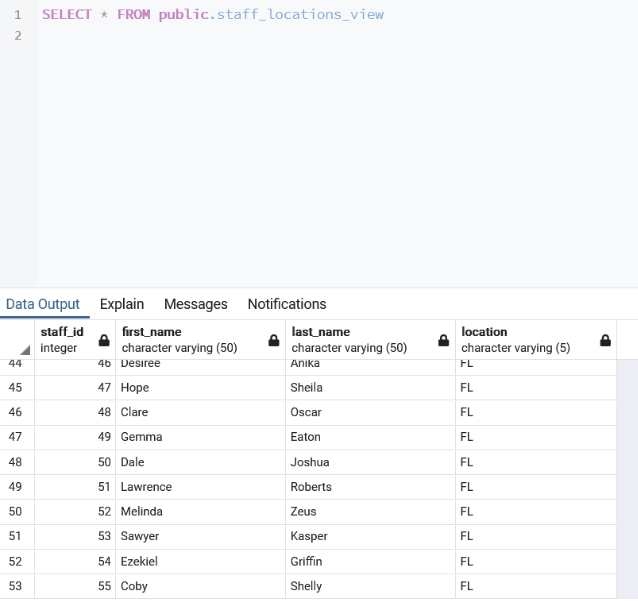 1 SELECT * FROM public.staff_locations_view
2
Data Output Explain Messages Notifications
staff_id first_name last_name location
integer character varying (50) character varying (50) character varying (5)
44 46 Desiree Anika FL
45 47 Hope Sheila FL
46 48 Clare Oscar FL
47 49 Gemma Eaton FL
48 50 Dale Joshua FL
49 51 Lawrence Roberts FL
50 52 Melinda Zeus FL
51 53 Sawyer Kasper FL
52 54 Ezekiel Griffin FL
53 55 Coby Shelly FL